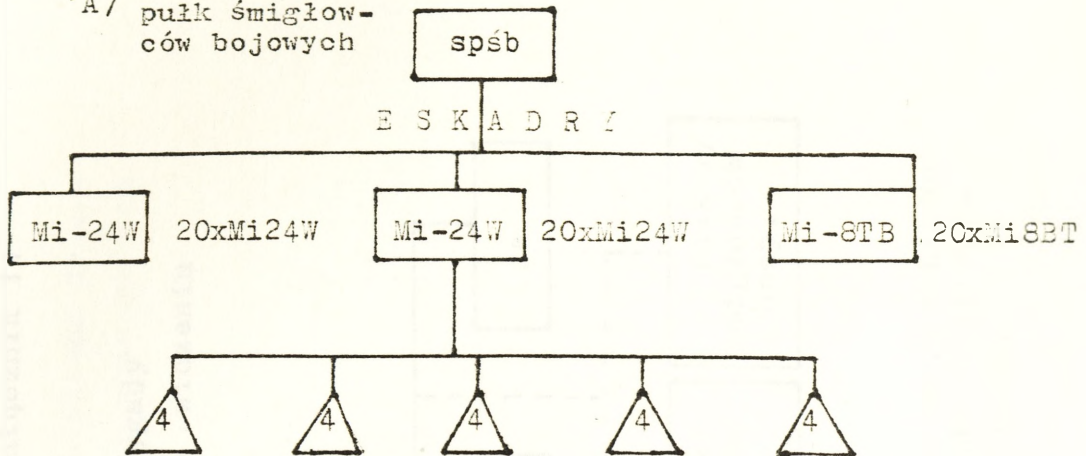 A/ pułk śmigłow-
ców bojowych
spśb
E S K A D R Y
Mi-24W 20xMi24W Mi-24W 20xMi24W Mi-8TB 20xMi8BT
4 4 4 4 4